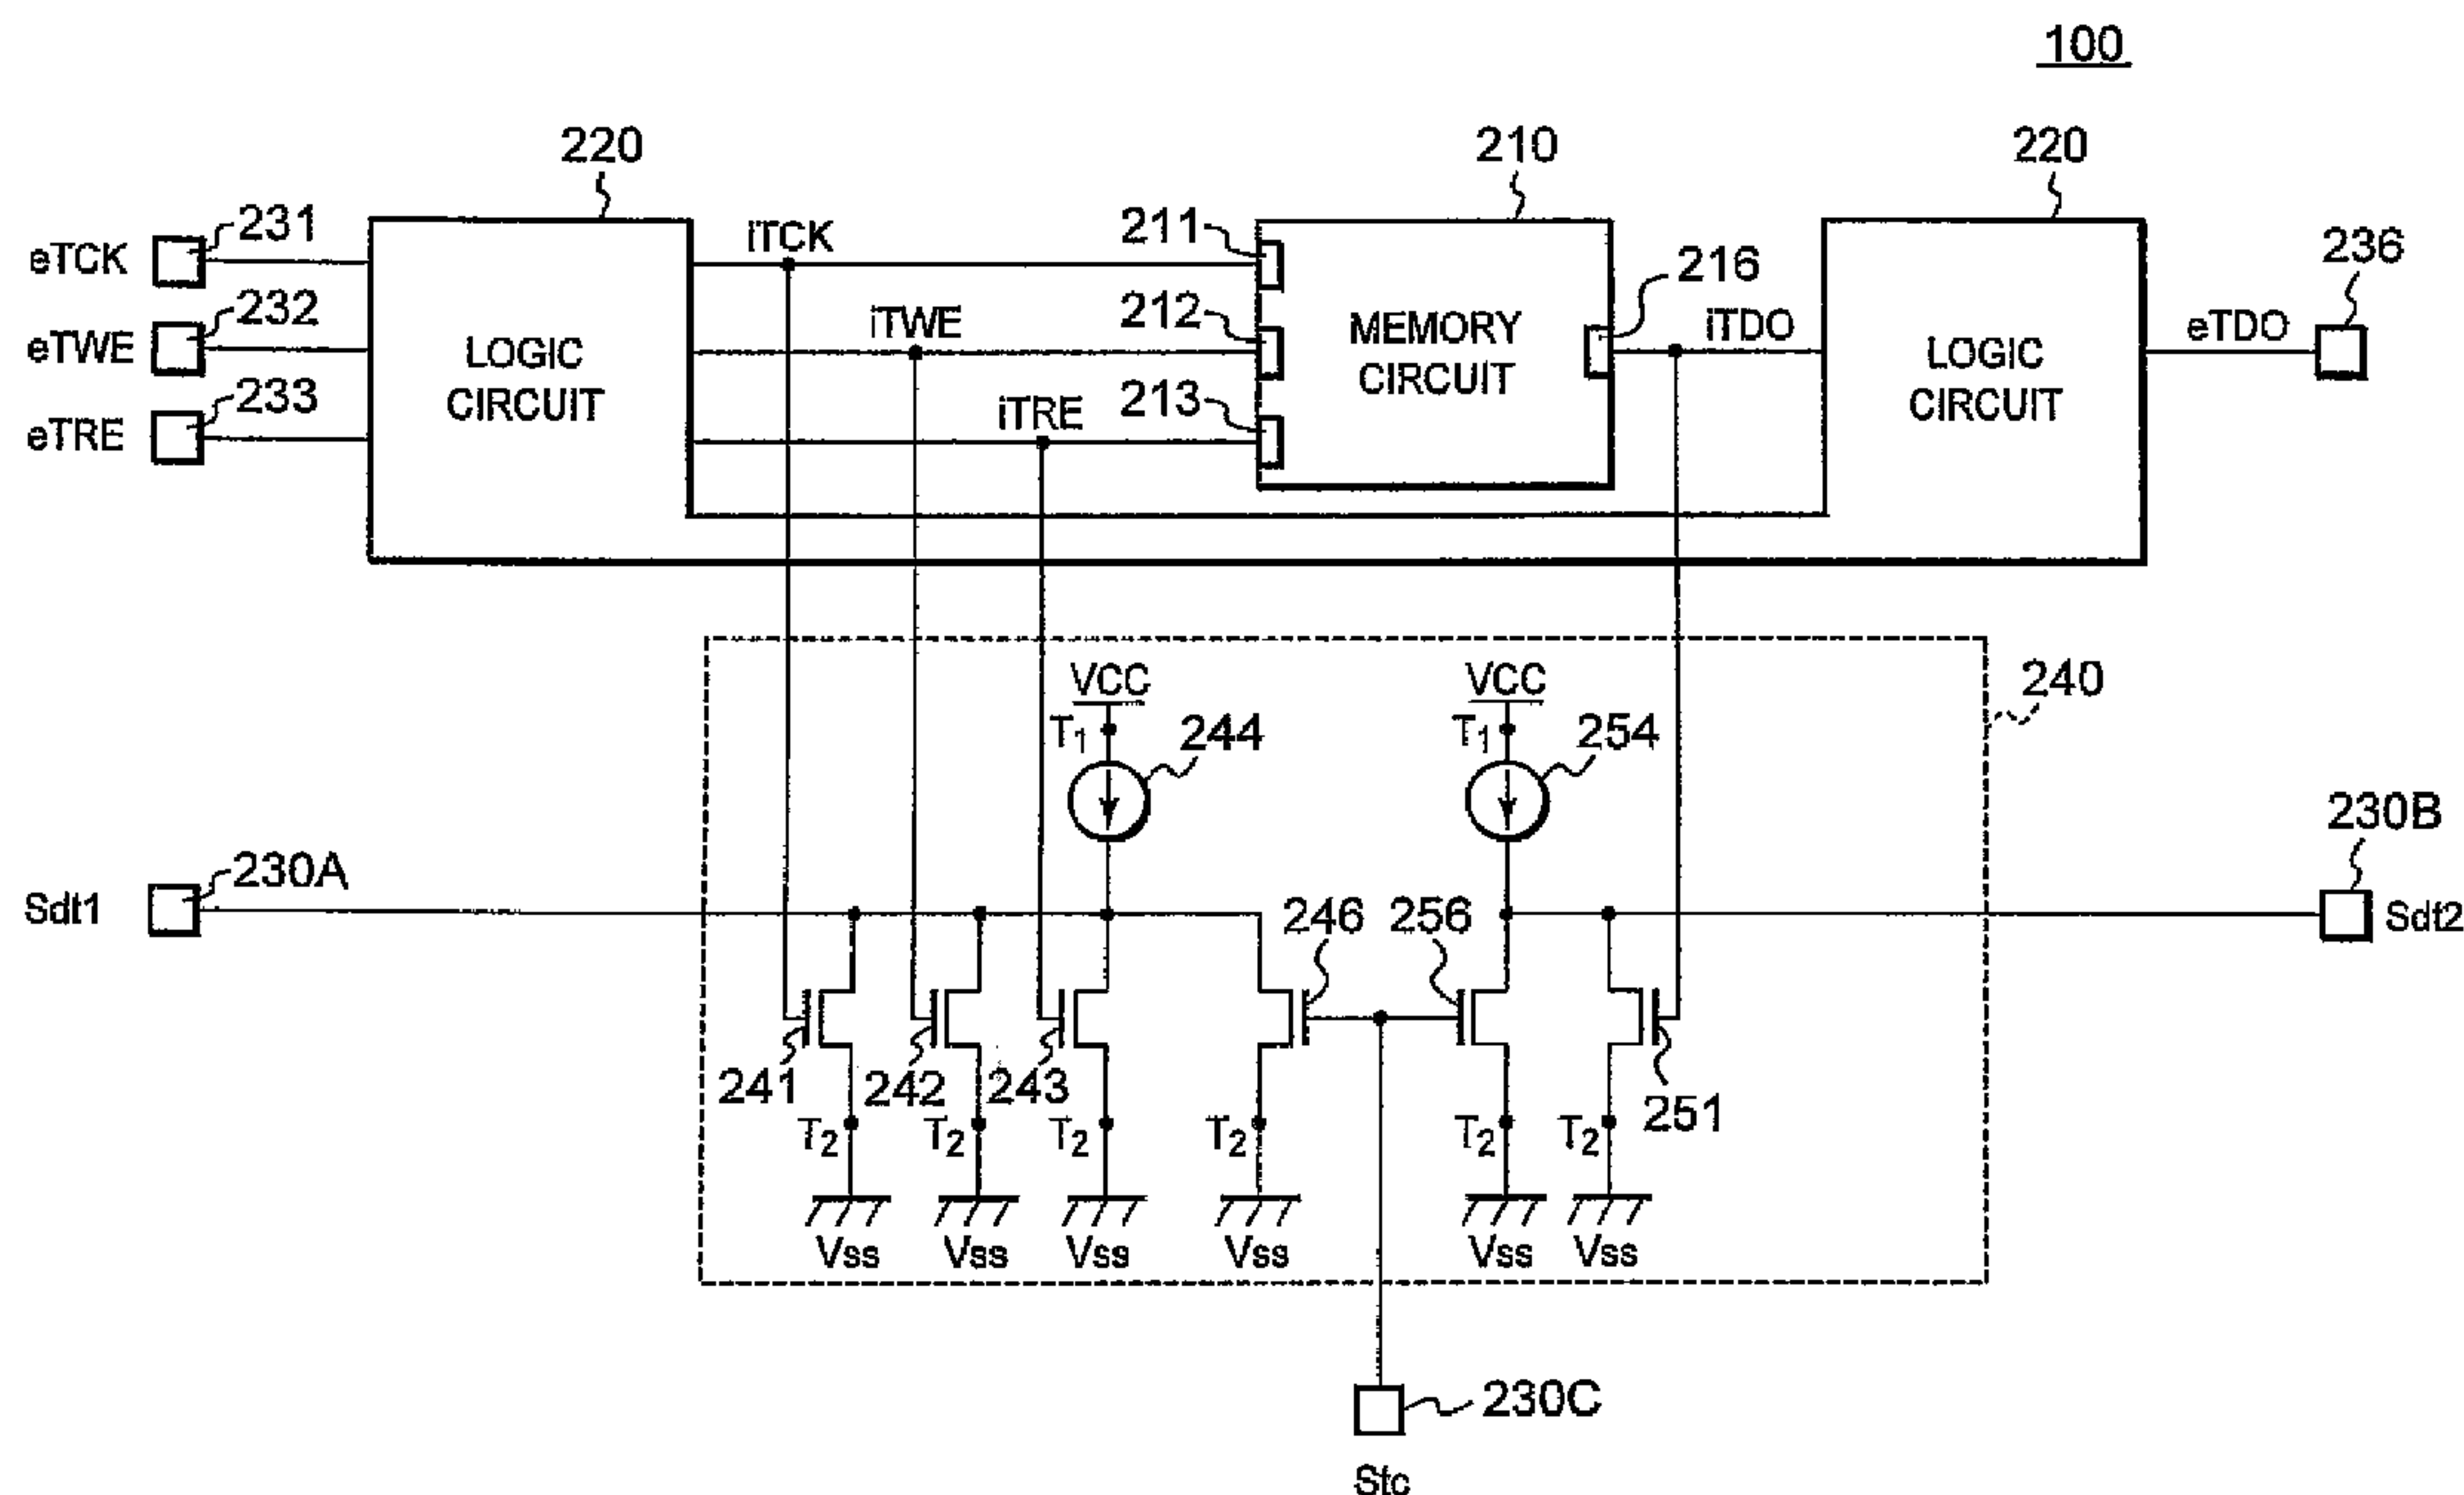 100
220
210
220
eTCK
231
iTCK
211
216
236
eTWE
232
iTWE
212
iTDO
eTDO
eTRE
233
iTRE
213
LOGIC
CIRCUIT
MEMORY
CIRCUIT
LOGIC
CIRCUIT
VCC
VCC
240
T1
244
T1
254
Sdt1
230A
230B
Sdt2
246
256
241
242
243
251
T2
T2
T2
T2
T2
T2
Vss
Vss
Vss
Vss
Vss
Vss
230C
Stc